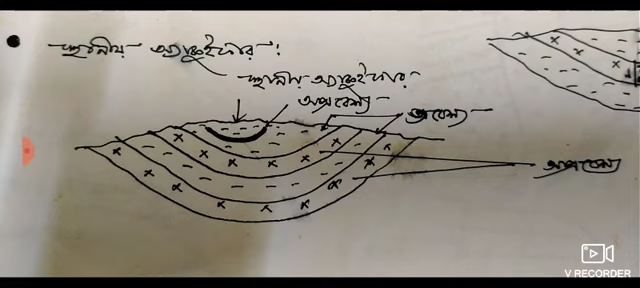 স্থানীয় অ্যাকুইফার :
স্থানীয় অ্যাকুইফার
অপ্রবেশ্য
প্রবেশ্য
অপ্রবেশ্য
V RECORDER